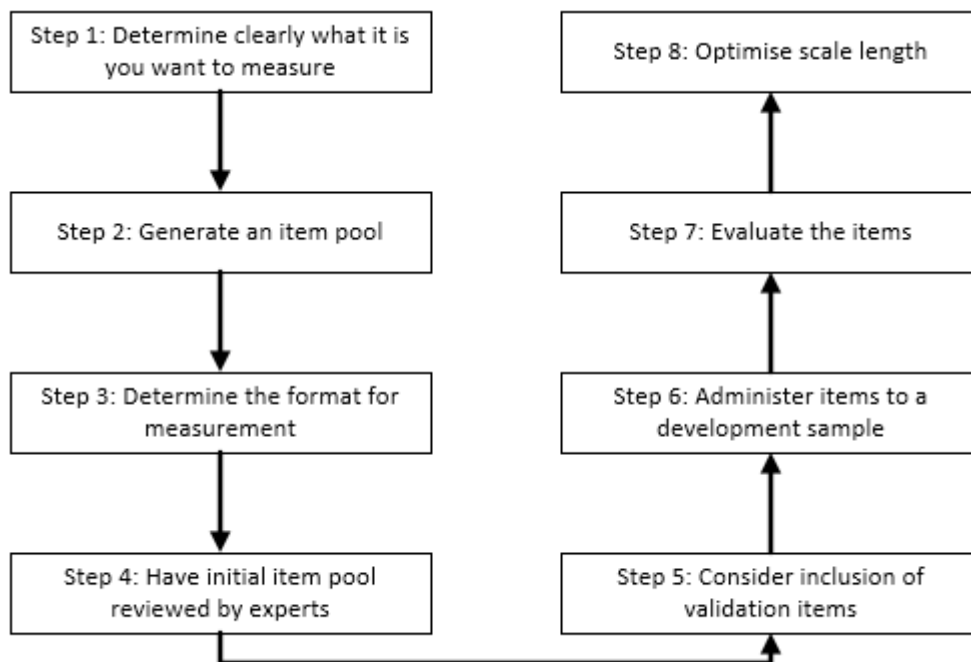 Step 1: Determine clearly what it is
you want to measure
Step 2: Generate an item pool
Step 3: Determine the format for
measurement
Step 4: Have initial item pool
reviewed by experts
Step 5: Consider inclusion of
validation items
Step 6: Administer items to a
development sample
Step 7: Evaluate the items
Step 8: Optimise scale length